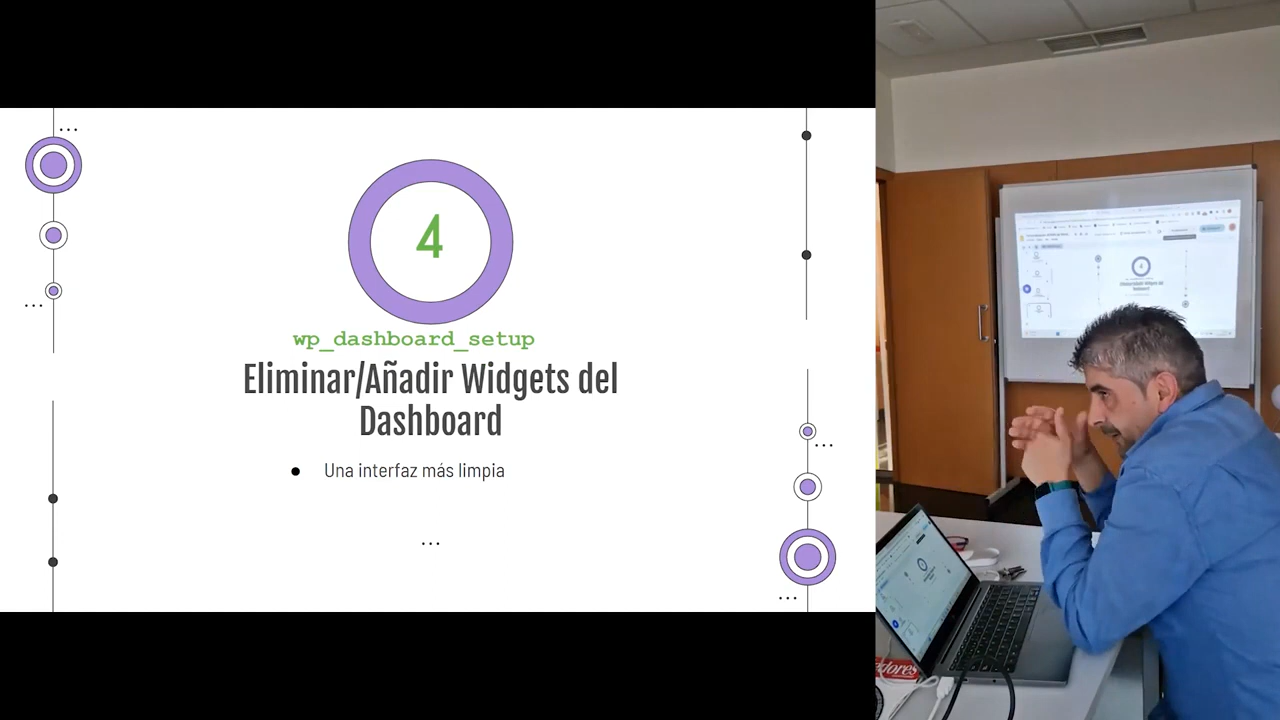 4
wp_dashboard_setup
Eliminar/Añadir Widgets del
Dashboard
● Una interfaz más limpia
...